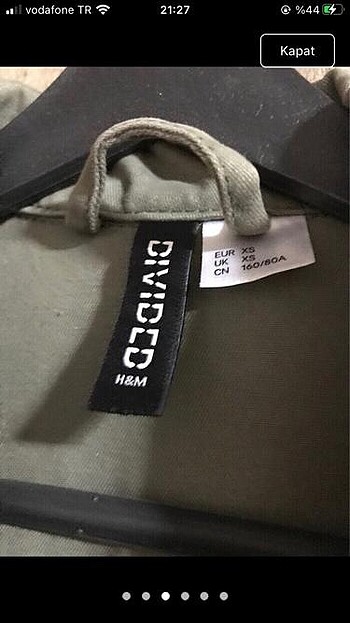 vodafone TR
21:27
%44
Kapat
DIVIDED
H&M
EUR XS
UK XS
CN 160/80A